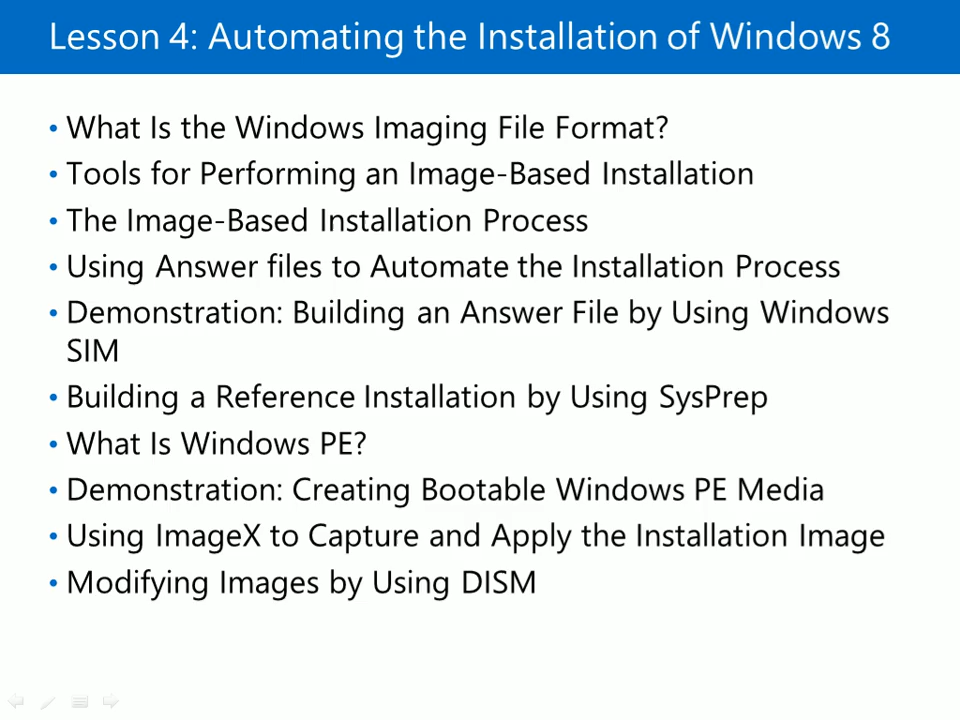 Lesson 4: Automating the Installation of Windows 8
• What Is the Windows Imaging File Format?
• Tools for Performing an Image-Based Installation
• The Image-Based Installation Process
• Using Answer files to Automate the Installation Process
• Demonstration: Building an Answer File by Using Windows
SIM
• Building a Reference Installation by Using SysPrep
• What Is Windows PE?
• Demonstration: Creating Bootable Windows PE Media
• Using ImageX to Capture and Apply the Installation Image
• Modifying Images by Using DISM